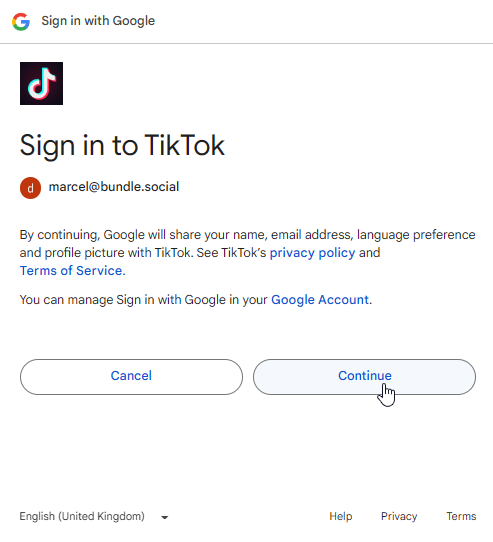 Sign in with Google
Sign in to TikTok
d marcel@bundle.social
By continuing, Google will share your name, email address, language preference
and profile picture with TikTok. See TikTok's privacy policy and
Terms of Service.
You can manage Sign in with Google in your Google Account.
Cancel Continue
English (United Kingdom) Help Privacy Terms